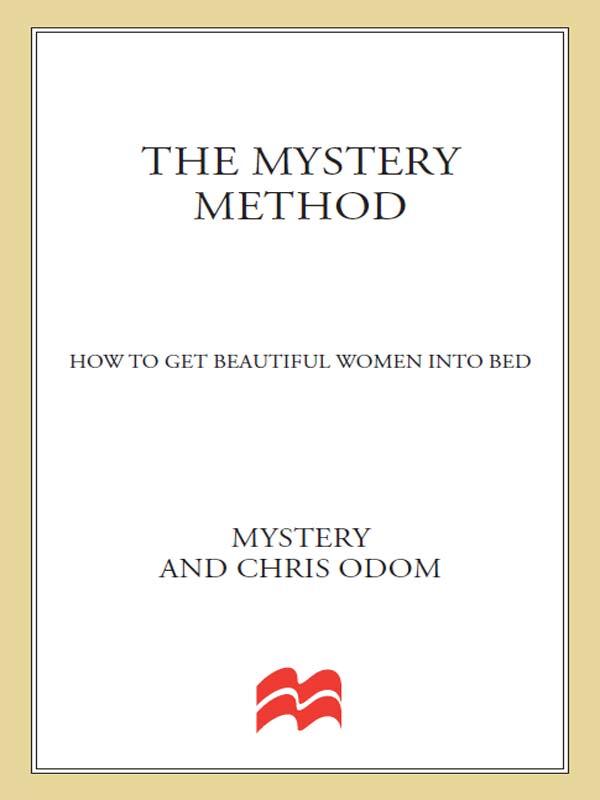 THE MYSTERY
METHOD
HOW TO GET BEAUTIFUL WOMEN INTO BED
MYSTERY
AND CHRIS ODOM